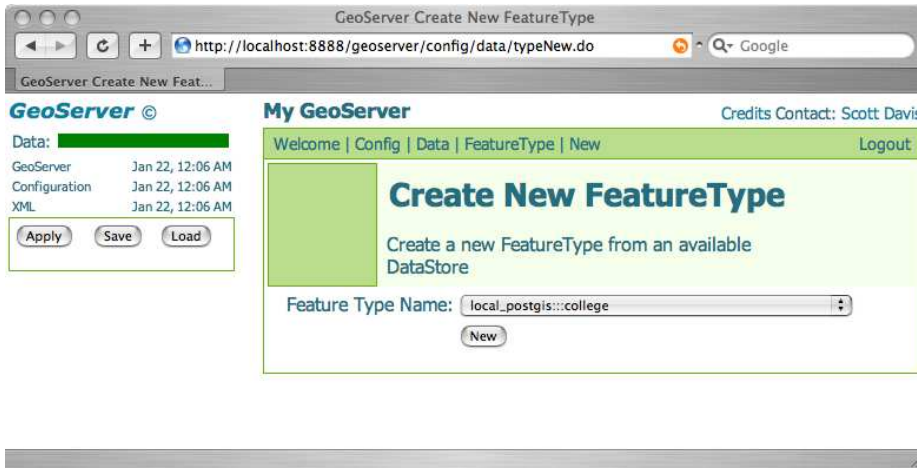 GeoServer Create New FeatureType
http://localhost:8888/geoserver/config/data/typeNew.do
Google
GeoServer Create New Feat...
GeoServer ©
My GeoServer
Credits Contact: Scott Davis
Data:
Welcome | Config | Data | FeatureType | New
Logout
GeoServer Jan 22, 12:06 AM
Configuration Jan 22, 12:06 AM
XML Jan 22, 12:06 AM
Apply Save Load
Create New FeatureType
Create a new FeatureType from an available
DataStore
Feature Type Name: local_postgis:::college
New